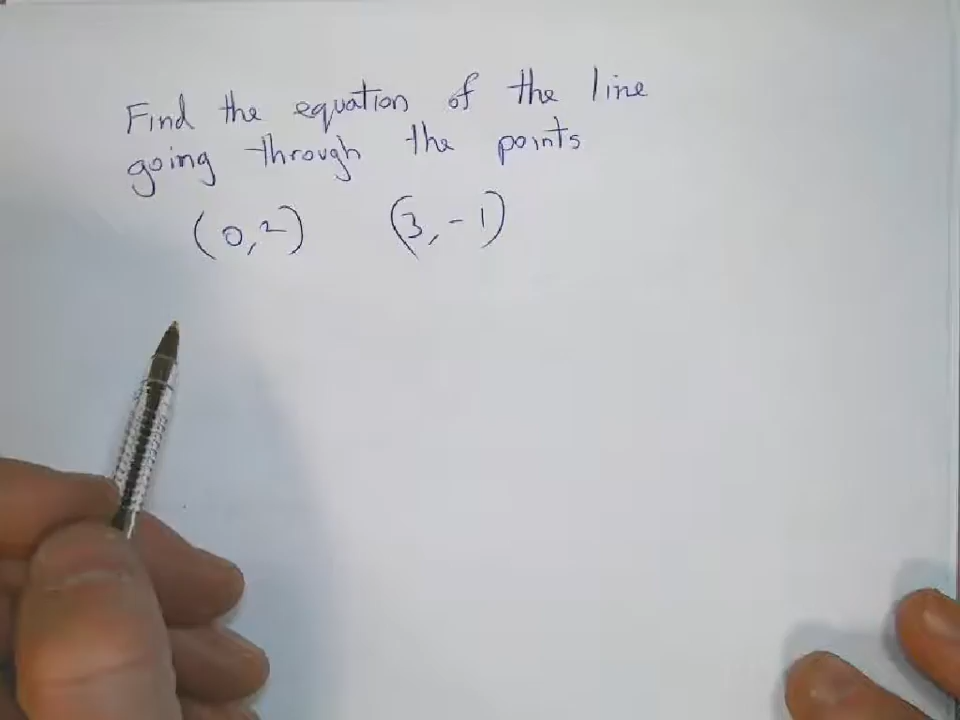 Find the equation of the line
going through the points
(0,2) (3,-1)